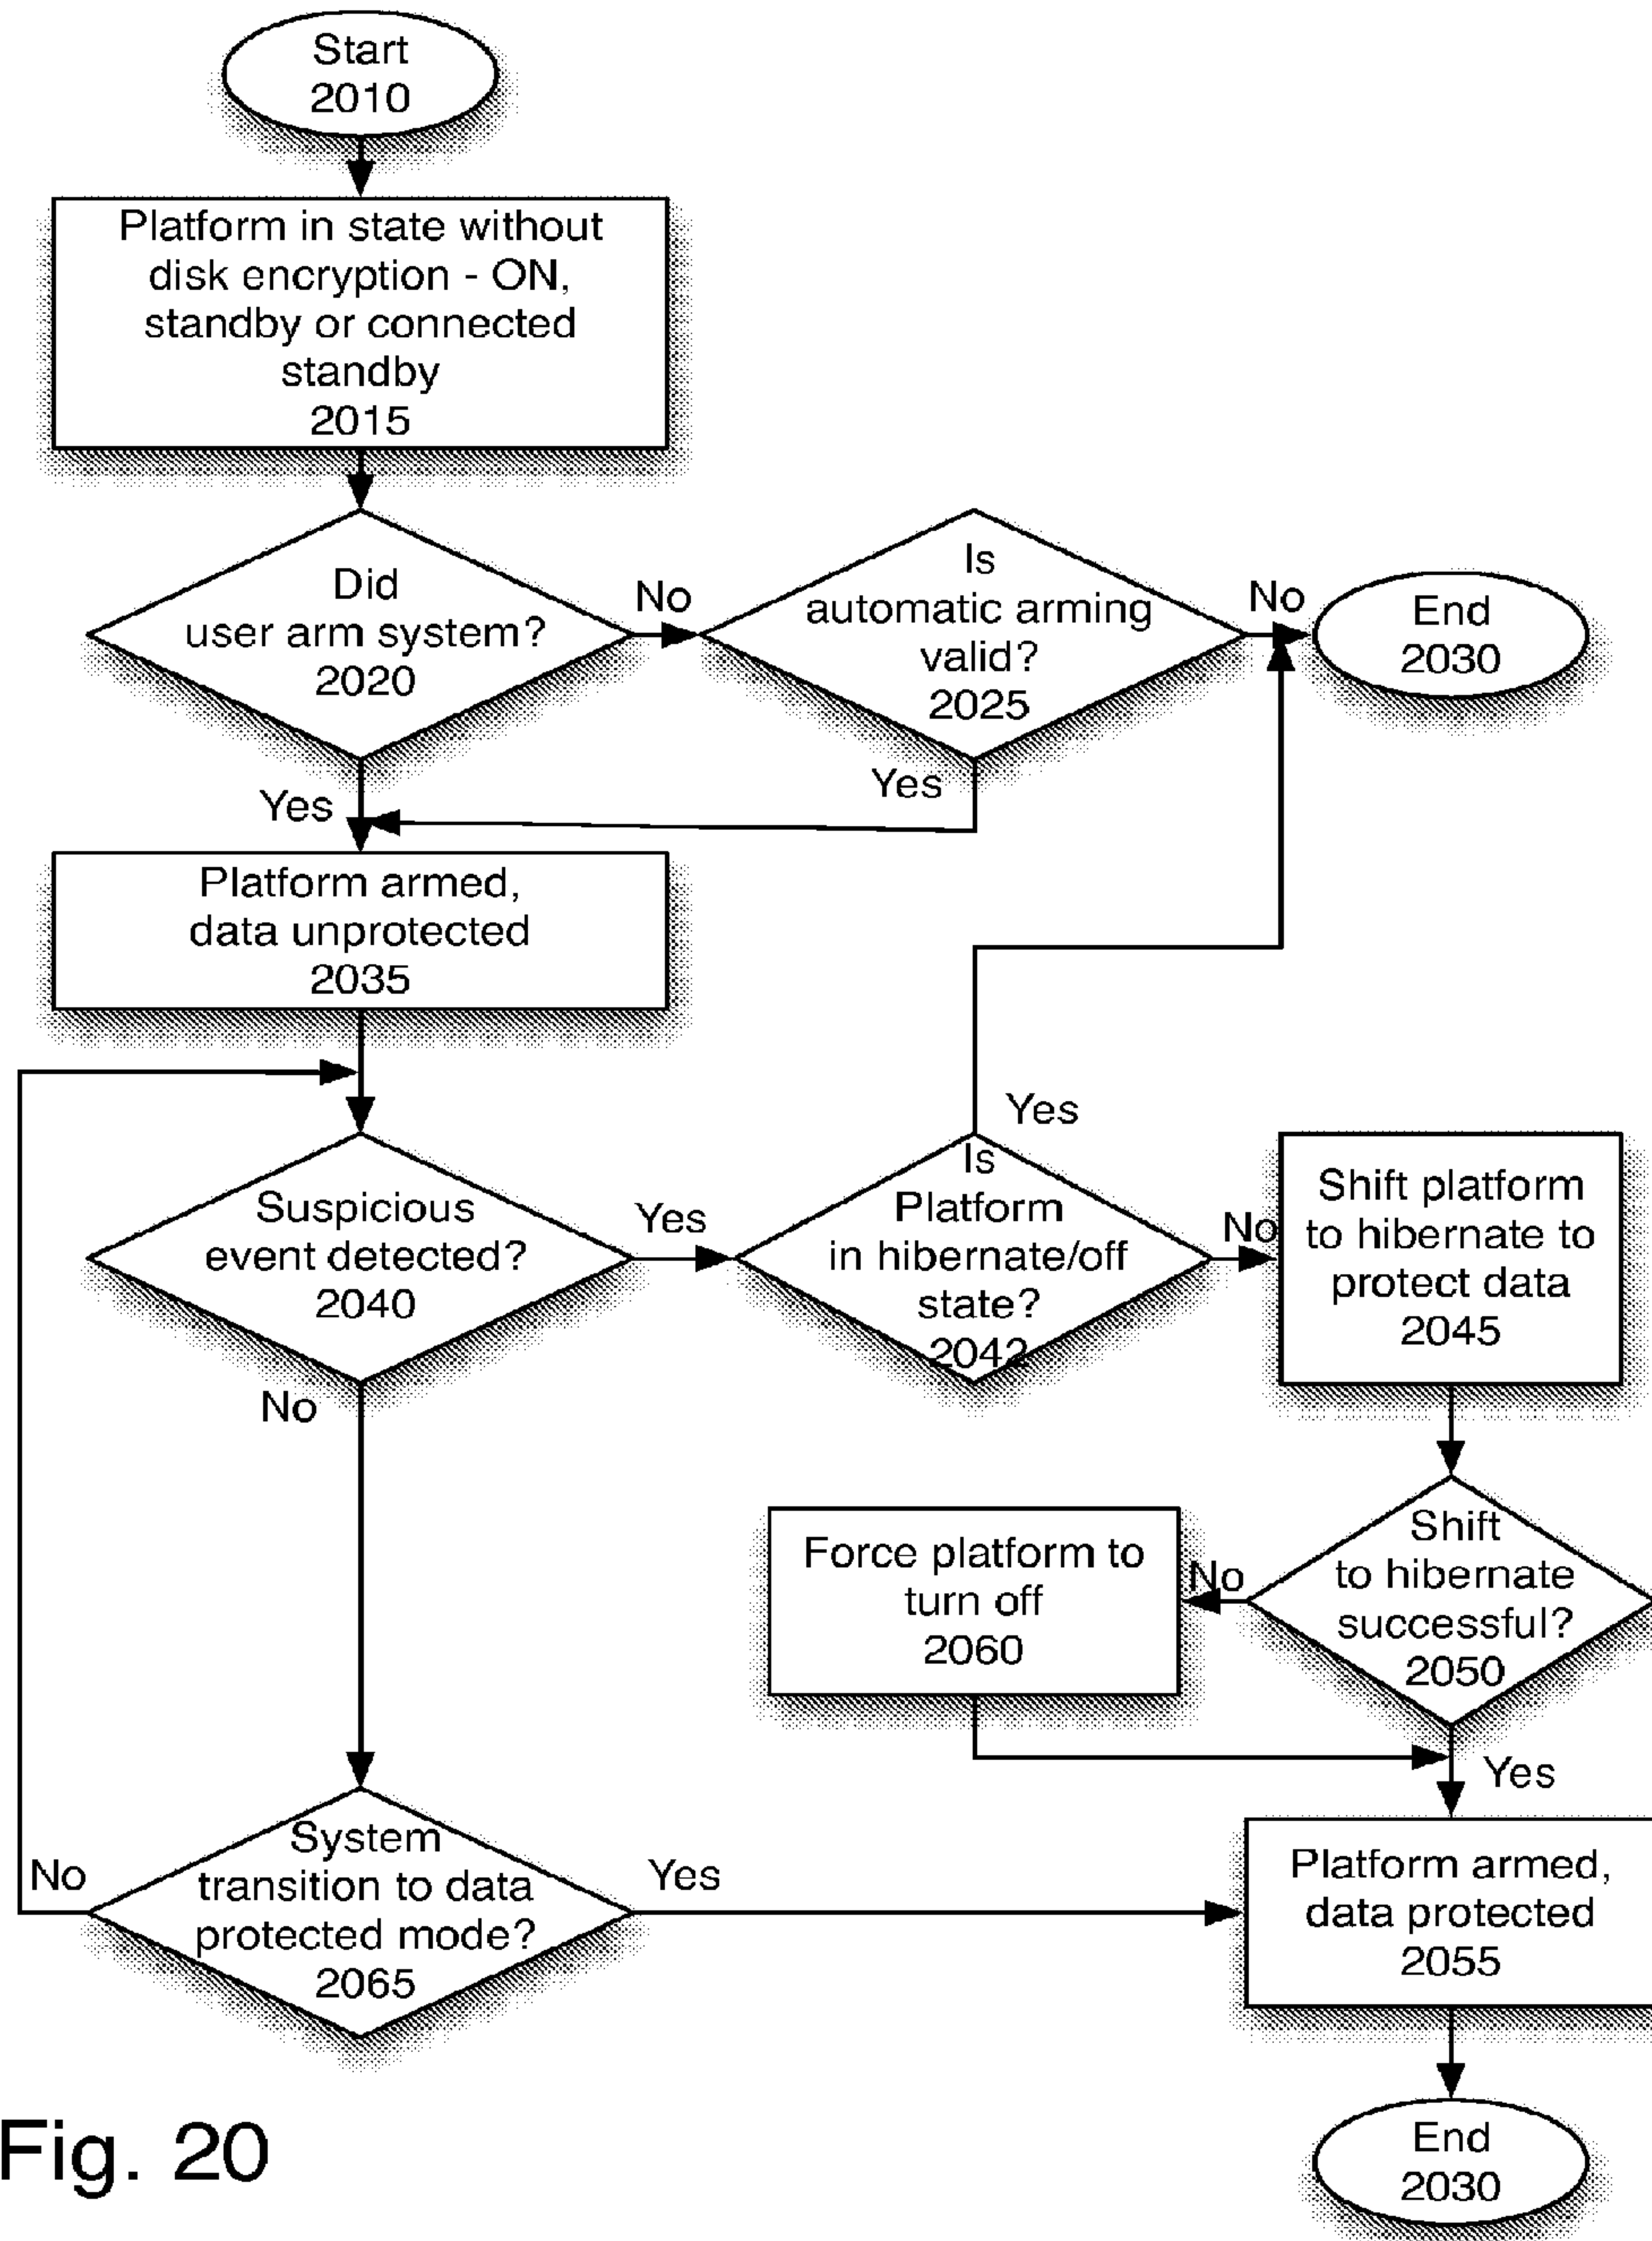 Start
2010
Platform in state without
disk encryption - ON,
standby or connected
standby
2015
Did
user arm system?
2020
No
Is
automatic arming
valid?
2025
No
End
2030
Yes
Yes
Platform armed,
data unprotected
2035
Suspicious
event detected?
2040
Yes
Is
Platform
in hibernate/off
state?
2042
Yes
No
Shift platform
to hibernate to
protect data
2045
No
Shift
to hibernate
successful?
2050
No
Force platform to
turn off
2060
Yes
System
transition to data
protected mode?
2065
No
Yes
Platform armed,
data protected
2055
End
2030
Fig. 20